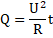 Q = U²/R t